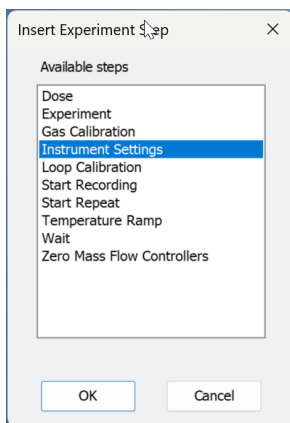 Insert Experiment Step
Available steps
Dose
Experiment
Gas Calibration
Instrument Settings
Loop Calibration
Start Recording
Start Repeat
Temperature Ramp
Wait
Zero Mass Flow Controllers
OK
Cancel